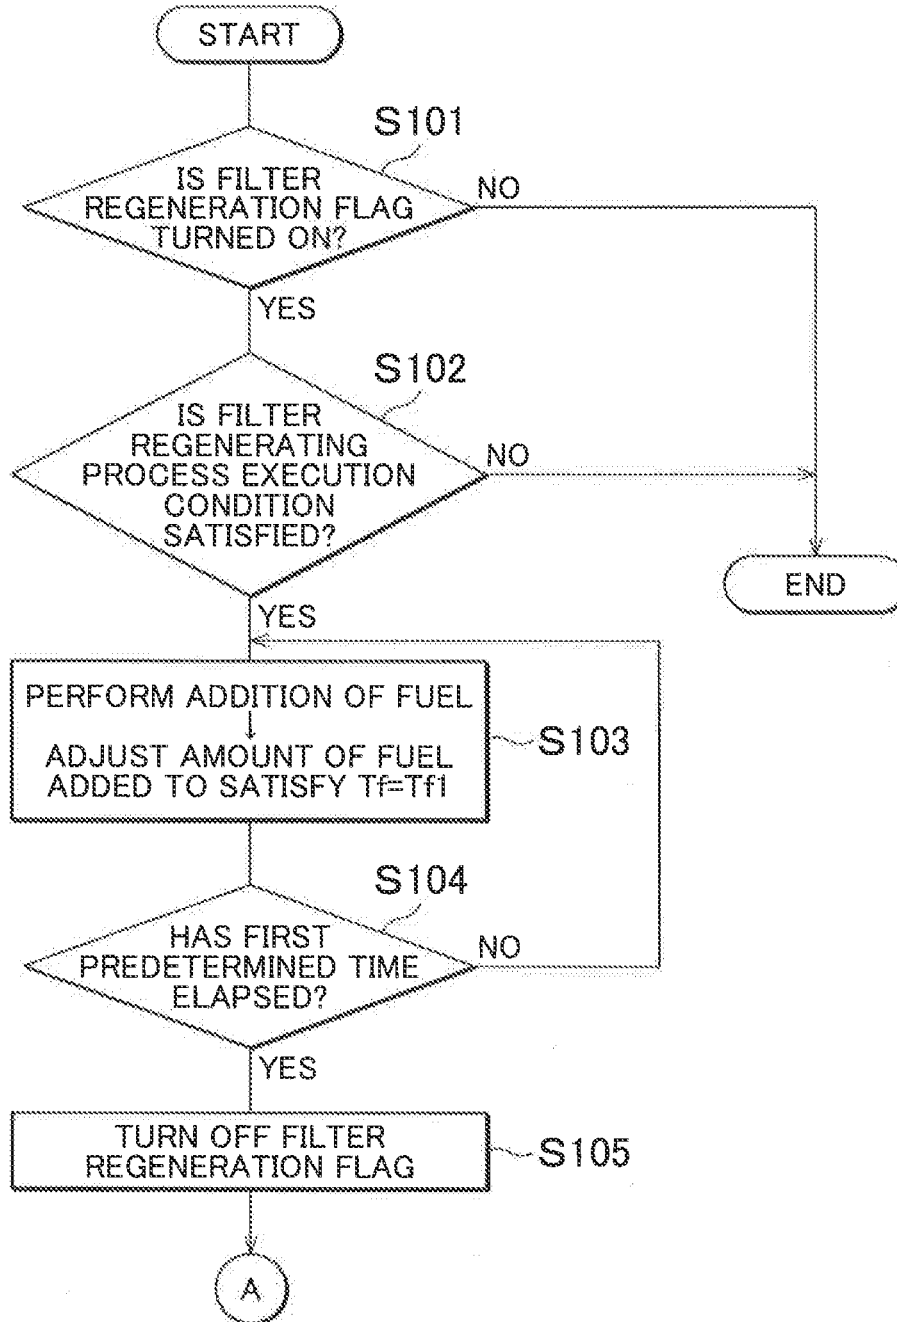 START
S101
IS FILTER
REGENERATION FLAG
TURNED ON?
NO
YES
S102
IS FILTER
REGENERATING
PROCESS EXECUTION
CONDITION
SATISFIED?
NO
END
YES
PERFORM ADDITION OF FUEL
↓
ADJUST AMOUNT OF FUEL
ADDED TO SATISFY Tf=Tf1
S103
S104
HAS FIRST
PREDETERMINED TIME
ELAPSED?
NO
YES
TURN OFF FILTER
REGENERATION FLAG
S105
A